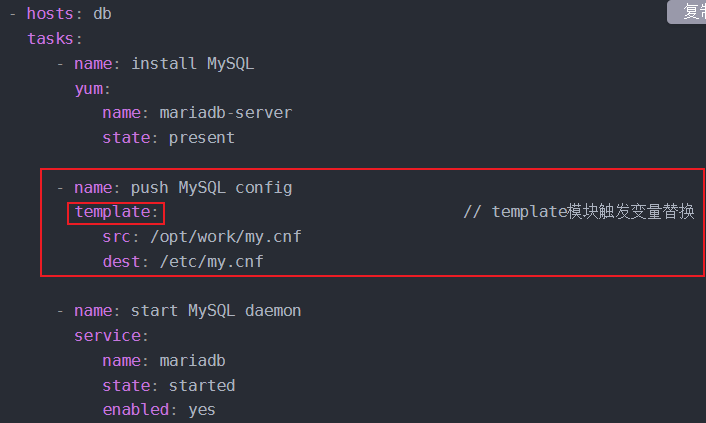 复制
- hosts: db
  tasks:
     - name: install MySQL
       yum:
          name: mariadb-server
          state: present
     - name: push MySQL config
       template:                                // template模块触发变量替换
          src: /opt/work/my.cnf
          dest: /etc/my.cnf
     - name: start MySQL daemon
       service:
          name: mariadb
          state: started
          enabled: yes